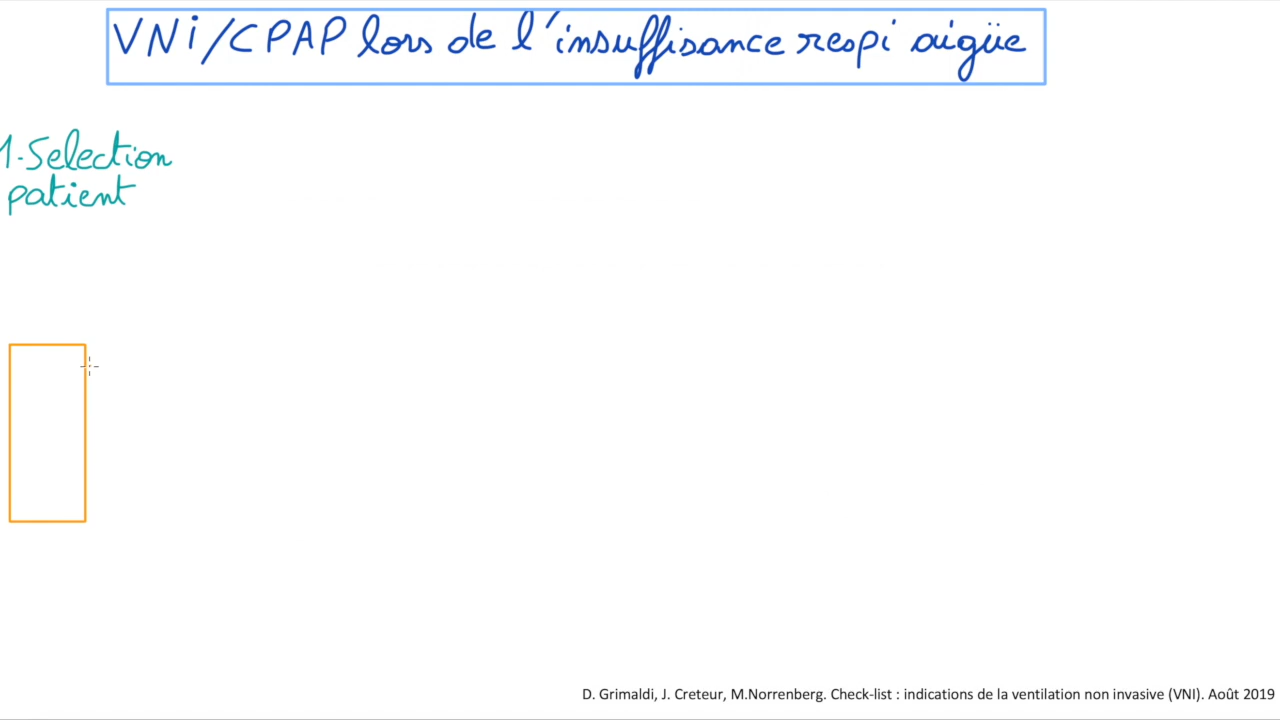 VNi/CPAP lors de l'insuffisance respi aigüe
1-Selection
patient
D. Grimaldi, J. Creteur, M.Norrenberg. Check-list : indications de la ventilation non invasive (VNI). Août 2019